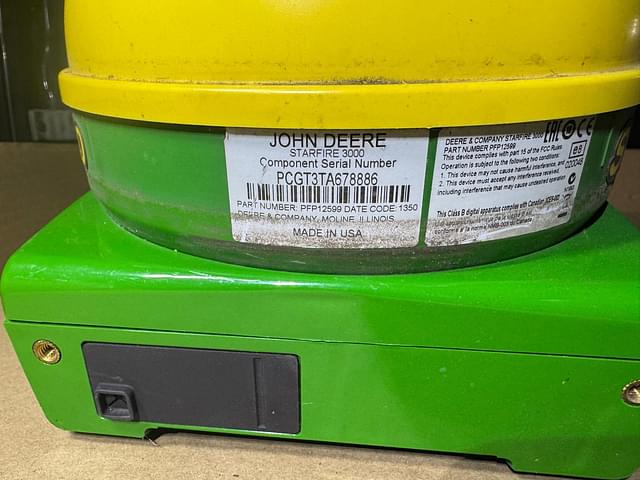 JOHN DEERE
STARFIRE 3000
Component Serial Number
PCGT3TA678886
PART NUMBER: PFP12599 DATE CODE: 1350
DEERE & COMPANY, MOLINE, ILLINOIS
MADE IN USA
DEERE & COMPANY STARFIRE 3000
PART NUMBER PFP12599
This device complies with part 15 of the FCC Rules.
Operation is subject to the following two conditions:
1. This device may not cause harmful interference,
2. This device must accept any interference received,
including interference that may cause undesired operation
This Class B digital apparatus complies with Canadian ICES-003
EAC
CE